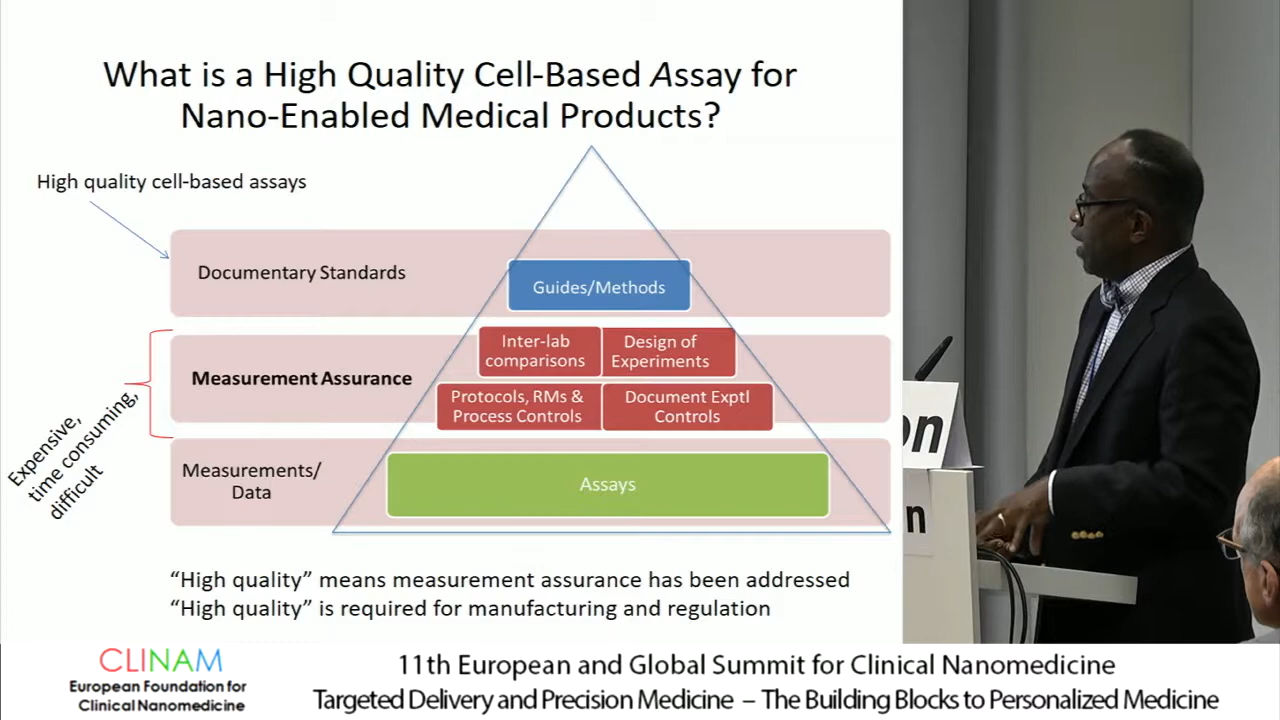 What is a High Quality Cell-Based Assay for
Nano-Enabled Medical Products?
High quality cell-based assays
Documentary Standards
Guides/Methods
Measurement Assurance
Inter-lab
comparisons
Design of
Experiments
Protocols, RMs &
Process Controls
Document Exptl
Controls
Expensive,
time consuming,
difficult
Measurements/
Data
Assays
“High quality” means measurement assurance has been addressed
“High quality” is required for manufacturing and regulation
on
n
CLINAM
European Foundation for
Clinical Nanomedicine
11th European and Global Summit for Clinical Nanomedicine
Targeted Delivery and Precision Medicine – The Building Blocks to Personalized Medicine